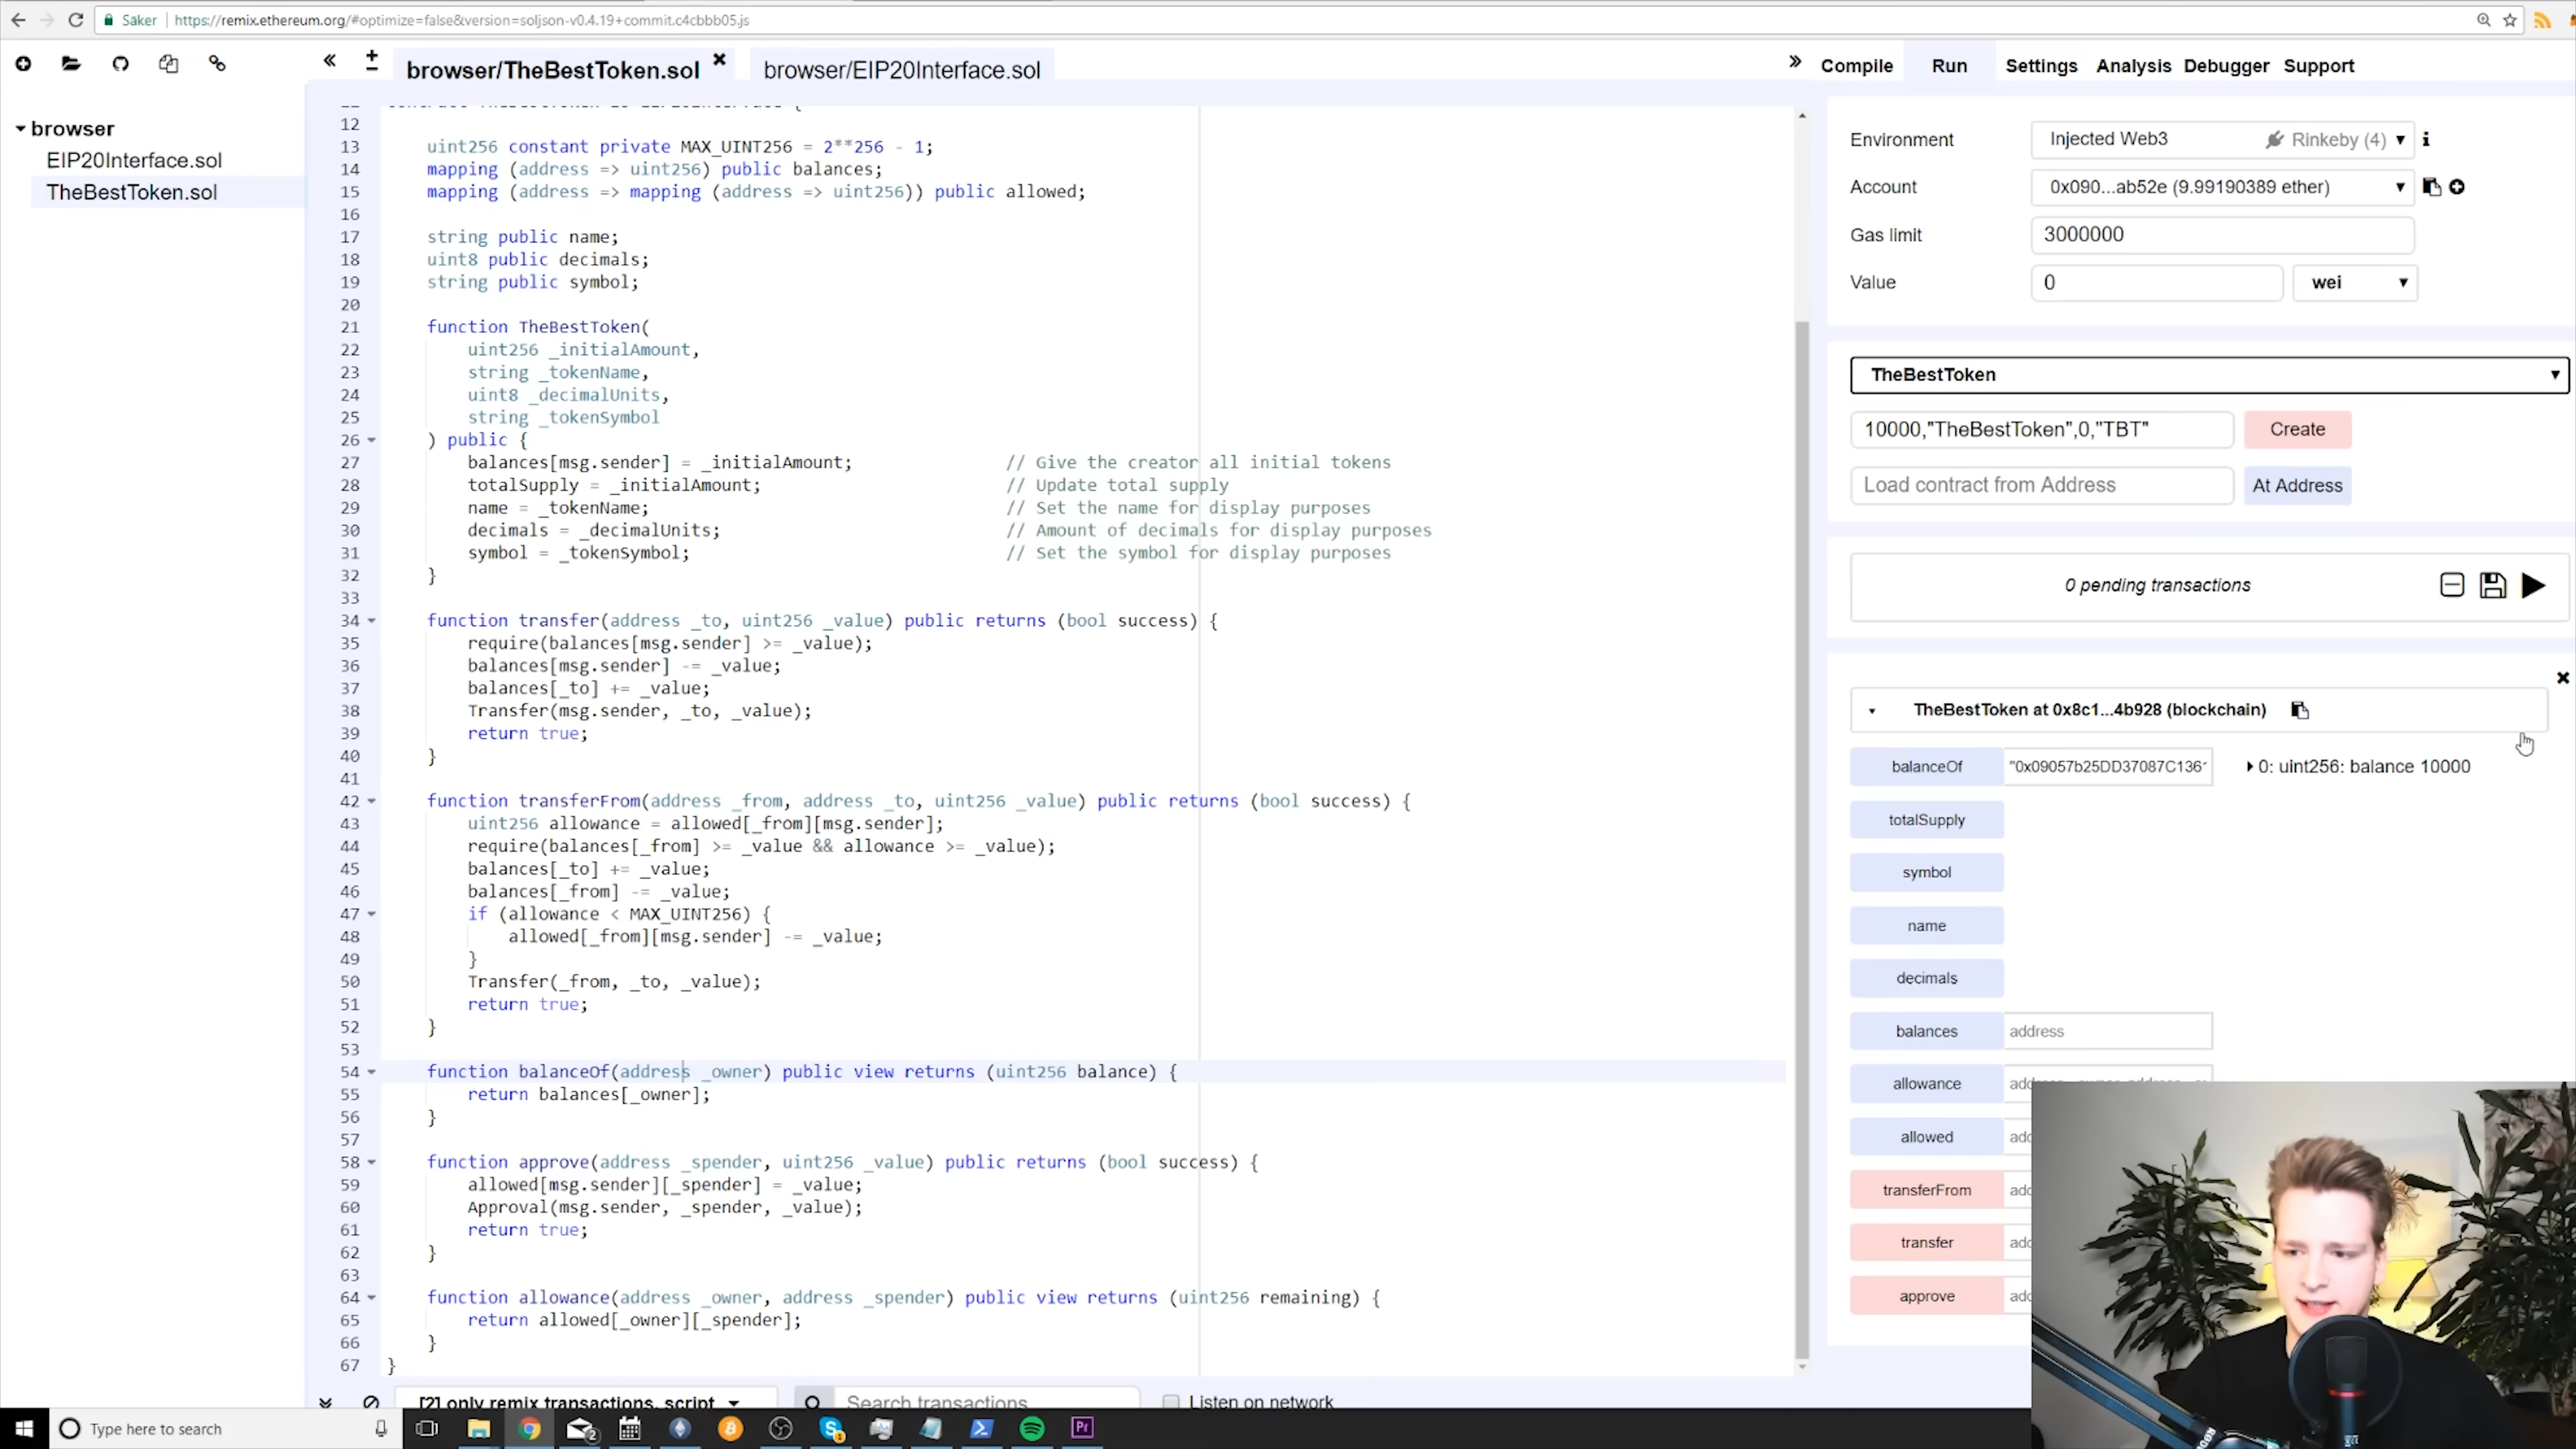 Säker https://remix.ethereum.org/#optimize=false&version=soljson-v0.4.19+commit.c4cbbb05.js
browser/TheBestToken.sol
browser/EIP20Interface.sol
Compile Run Settings Analysis Debugger Support
browser
EIP20Interface.sol
TheBestToken.sol
12
13 uint256 constant private MAX_UINT256 = 2**256 - 1;
14 mapping (address => uint256) public balances;
15 mapping (address => mapping (address => uint256)) public allowed;
16
17 string public name;
18 uint8 public decimals;
19 string public symbol;
20
21 function TheBestToken(
22 uint256 _initialAmount,
23 string _tokenName,
24 uint8 _decimalUnits,
25 string _tokenSymbol
26 ) public {
27 balances[msg.sender] = _initialAmount; // Give the creator all initial tokens
28 totalSupply = _initialAmount; // Update total supply
29 name = _tokenName; // Set the name for display purposes
30 decimals = _decimalUnits; // Amount of decimals for display purposes
31 symbol = _tokenSymbol; // Set the symbol for display purposes
32 }
33
34 function transfer(address _to, uint256 _value) public returns (bool success) {
35 require(balances[msg.sender] >= _value);
36 balances[msg.sender] -= _value;
37 balances[_to] += _value;
38 Transfer(msg.sender, _to, _value);
39 return true;
40 }
41
42 function transferFrom(address _from, address _to, uint256 _value) public returns (bool success) {
43 uint256 allowance = allowed[_from][msg.sender];
44 require(balances[_from] >= _value && allowance >= _value);
45 balances[_to] += _value;
46 balances[_from] -= _value;
47 if (allowance < MAX_UINT256) {
48 allowed[_from][msg.sender] -= _value;
49 }
50 Transfer(_from, _to, _value);
51 return true;
52 }
53
54 function balanceOf(address _owner) public view returns (uint256 balance) {
55 return balances[_owner];
56 }
57
58 function approve(address _spender, uint256 _value) public returns (bool success) {
59 allowed[msg.sender][_spender] = _value;
60 Approval(msg.sender, _spender, _value);
61 return true;
62 }
63
64 function allowance(address _owner, address _spender) public view returns (uint256 remaining) {
65 return allowed[_owner][_spender];
66 }
67 }
[2] only remix transactions, script
Search transactions
Listen on network
Environment Injected Web3 Rinkeby (4)
Account 0x090...ab52e (9.99190389 ether)
Gas limit 3000000
Value 0 wei
TheBestToken
10000,"TheBestToken",0,"TBT" Create
Load contract from Address At Address
0 pending transactions
TheBestToken at 0x8c1...4b928 (blockchain)
balanceOf "0x09057b25DD37087C136 0: uint256: balance 10000
totalSupply
symbol
name
decimals
balances address
allowance
allowed
transferFrom
transfer
approve
Type here to search
2
Pr